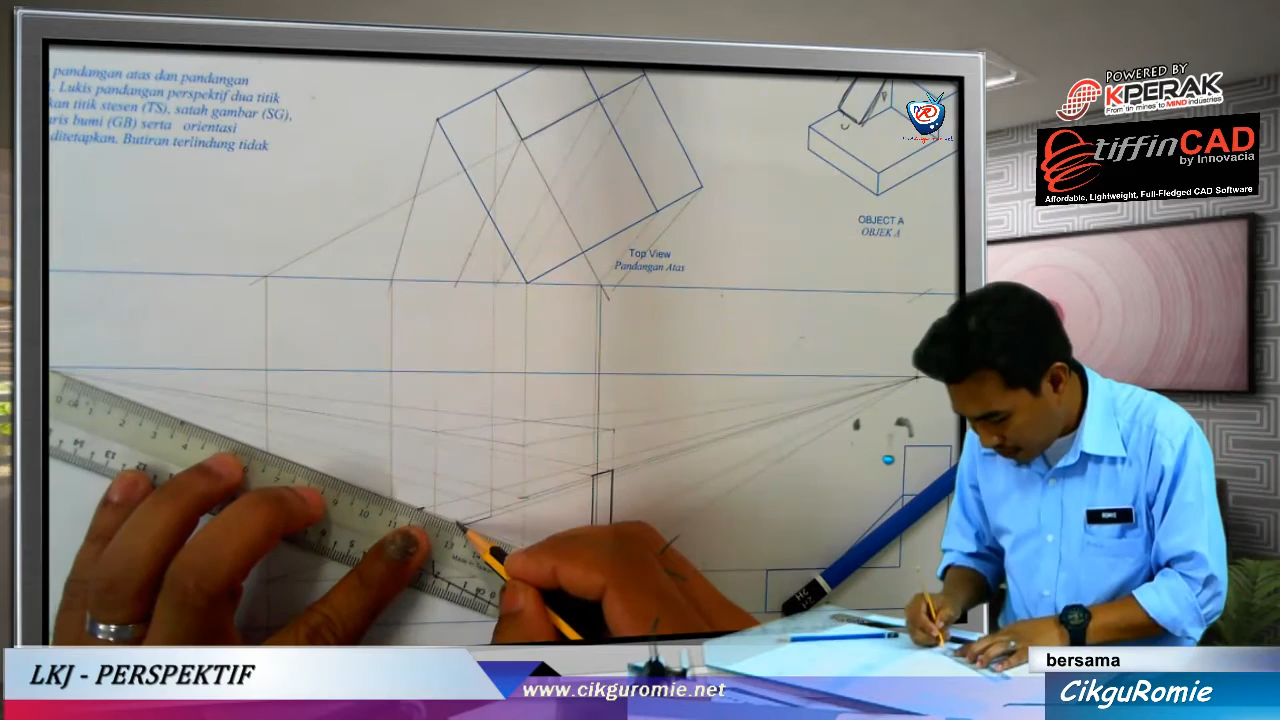 pandangan atas dan pandangan
. Lukis pandangan perspektif dua titik
kan titik stesen (TS), satah gambar (SG),
aris bumi (GB) serta orientasi
ditetapkan. Butiran terlindung tidak
Top View
Pandangan Atas
OBJECT A
OBJEK A
POWERED BY
KPERAK
From 'tin mines' to MIND industries
tiffinCAD
by Innovacia
Affordable, Lightweight, Full-Fledged CAD Software
2H
ROMIE
LKJ - PERSPEKTIF
www.cikguromie.net
bersama
CikguRomie